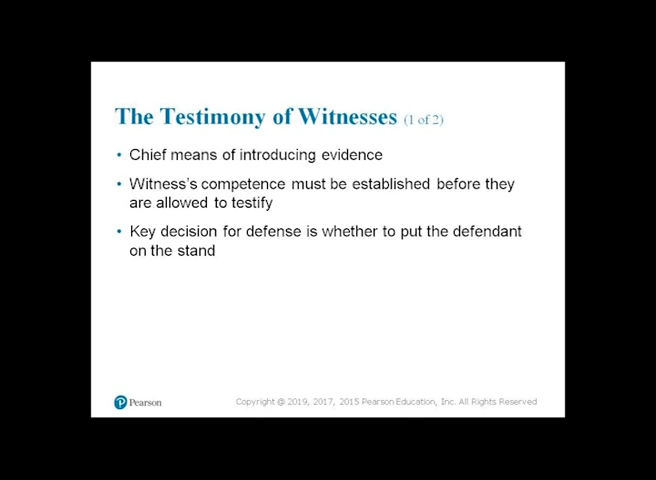 The Testimony of Witnesses (1 of 2)
• Chief means of introducing evidence
• Witness's competence must be established before they
are allowed to testify
• Key decision for defense is whether to put the defendant
on the stand
Pearson
Copyright @ 2019, 2017, 2015 Pearson Education, Inc. All Rights Reserved